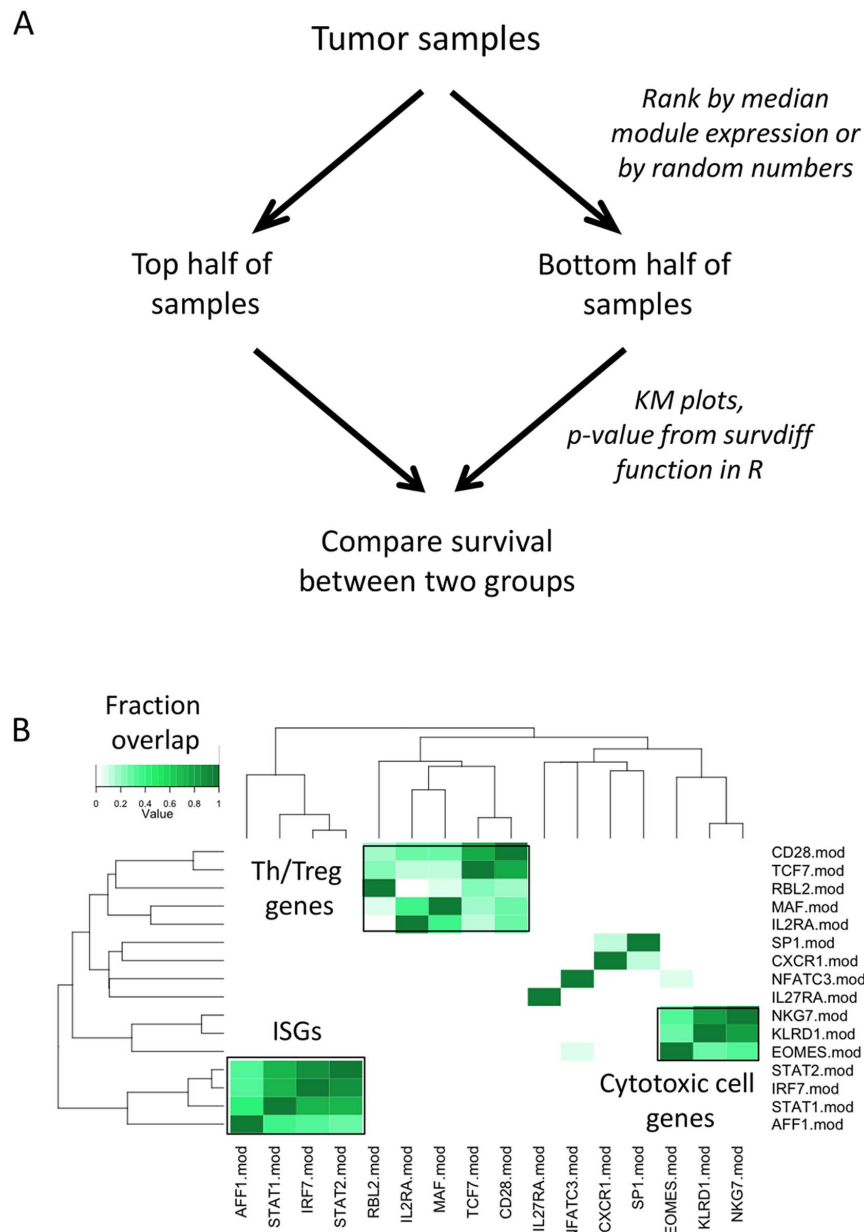 A
Tumor samples
Rank by median
module expression or
by random numbers
Top half of
samples
Bottom half of
samples
KM plots,
p-value from survdiff
function in R
Compare survival
between two groups
B
Fraction
overlap
0 0.2 0.4 0.6 0.8 1
Value
Th/Treg
genes
ISGs
Cytotoxic cell
genes
CD28.mod
TCF7.mod
RBL2.mod
MAF.mod
IL2RA.mod
SP1.mod
CXCR1.mod
NFATC3.mod
IL27RA.mod
NKG7.mod
KLRD1.mod
EOMES.mod
STAT2.mod
IRF7.mod
STAT1.mod
AFF1.mod
AFF1.mod
STAT1.mod
IRF7.mod
STAT2.mod
RBL2.mod
IL2RA.mod
MAF.mod
TCF7.mod
CD28.mod
IL27RA.mod
NFATC3.mod
CXCR1.mod
SP1.mod
EOMES.mod
KLRD1.mod
NKG7.mod